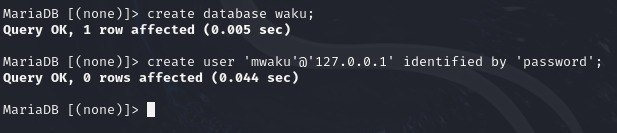 MariaDB [(none)]> create database waku;
Query OK, 1 row affected (0.005 sec)
MariaDB [(none)]> create user 'mwaku'@'127.0.0.1' identified by 'password';
Query OK, 0 rows affected (0.044 sec)
MariaDB [(none)]>